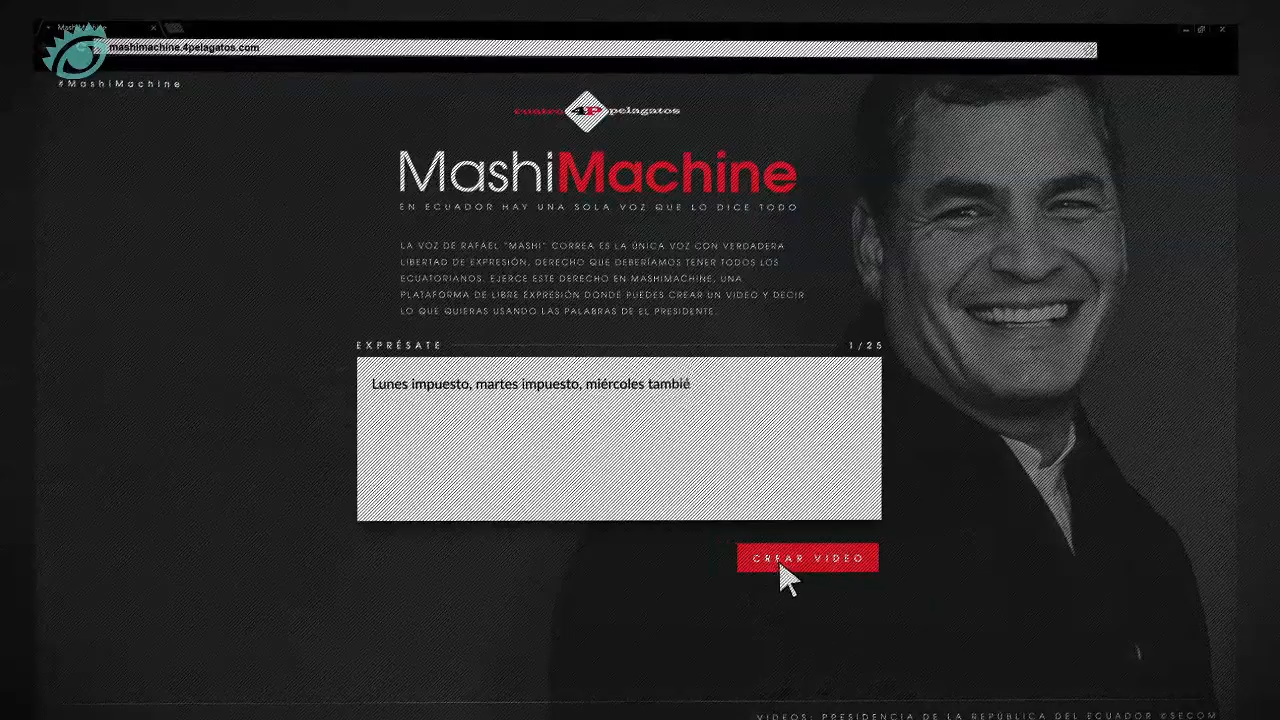 MashiMachine
mashimachine.4pelagatos.com
#MashiMachine
cuatro 4P pelagatos
MashiMachine
EN ECUADOR HAY UNA SOLA VOZ QUE LO DICE TODO
LA VOZ DE RAFAEL "MASHI" CORREA ES LA ÚNICA VOZ CON VERDADERA
LIBERTAD DE EXPRESIÓN, DERECHO QUE DEBERÍAMOS TENER TODOS LOS
ECUATORIANOS. EJERCE ESTE DERECHO EN MASHIMACHINE, UNA
PLATAFORMA DE LIBRE EXPRESIÓN DONDE PUEDES CREAR UN VIDEO Y DECIR
LO QUE QUIERAS USANDO LAS PALABRAS DE EL PRESIDENTE.
EXPRÉSATE 1/25
Lunes impuesto, martes impuesto, miércoles tambié
CREAR VIDEO
VIDEOS: PRESIDENCIA DE LA REPÚBLICA DEL ECUADOR ©SECOM